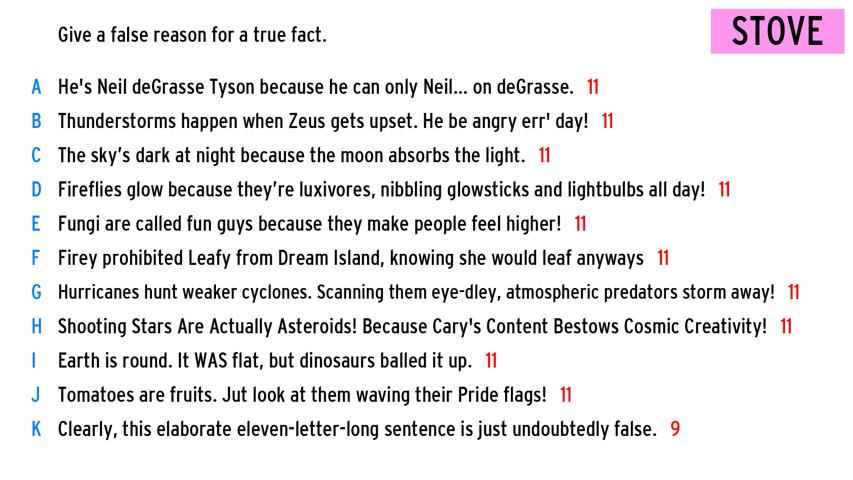 Give a false reason for a true fact.
STOVE
A He's Neil deGrasse Tyson because he can only Neil... on deGrasse. 11
B Thunderstorms happen when Zeus gets upset. He be angry err' day! 11
C The sky’s dark at night because the moon absorbs the light. 11
D Fireflies glow because they’re luxivores, nibbling glowsticks and lightbulbs all day! 11
E Fungi are called fun guys because they make people feel higher! 11
F Firey prohibited Leafy from Dream Island, knowing she would leaf anyways 11
G Hurricanes hunt weaker cyclones. Scanning them eye-dley, atmospheric predators storm away! 11
H Shooting Stars Are Actually Asteroids! Because Cary's Content Bestows Cosmic Creativity! 11
I Earth is round. It WAS flat, but dinosaurs balled it up. 11
J Tomatoes are fruits. Jut look at them waving their Pride flags! 11
K Clearly, this elaborate eleven-letter-long sentence is just undoubtedly false. 9